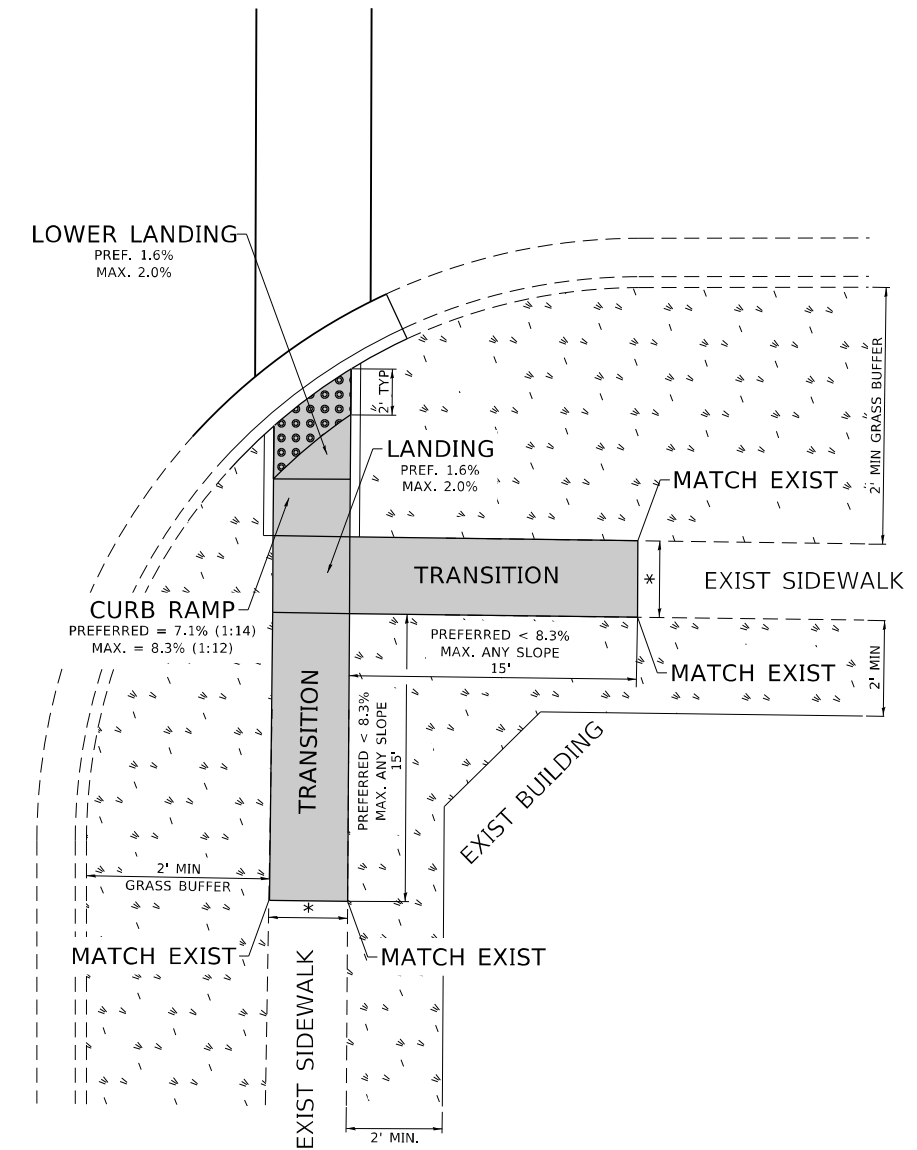 LOWER LANDING
PREF. 1.6%
MAX. 2.0%
2' TYP
LANDING
PREF. 1.6%
MAX. 2.0%
2' MIN GRASS BUFFER
MATCH EXIST
TRANSITION
*
EXIST SIDEWALK
CURB RAMP
PREFERRED = 7.1% (1:14)
MAX. = 8.3% (1:12)
PREFERRED < 8.3%
MAX. ANY SLOPE
15'
MATCH EXIST
2' MIN
TRANSITION
PREFERRED < 8.3%
MAX. ANY SLOPE
15'
EXIST BUILDING
2' MIN
GRASS BUFFER
*
MATCH EXIST
MATCH EXIST
EXIST SIDEWALK
2' MIN.